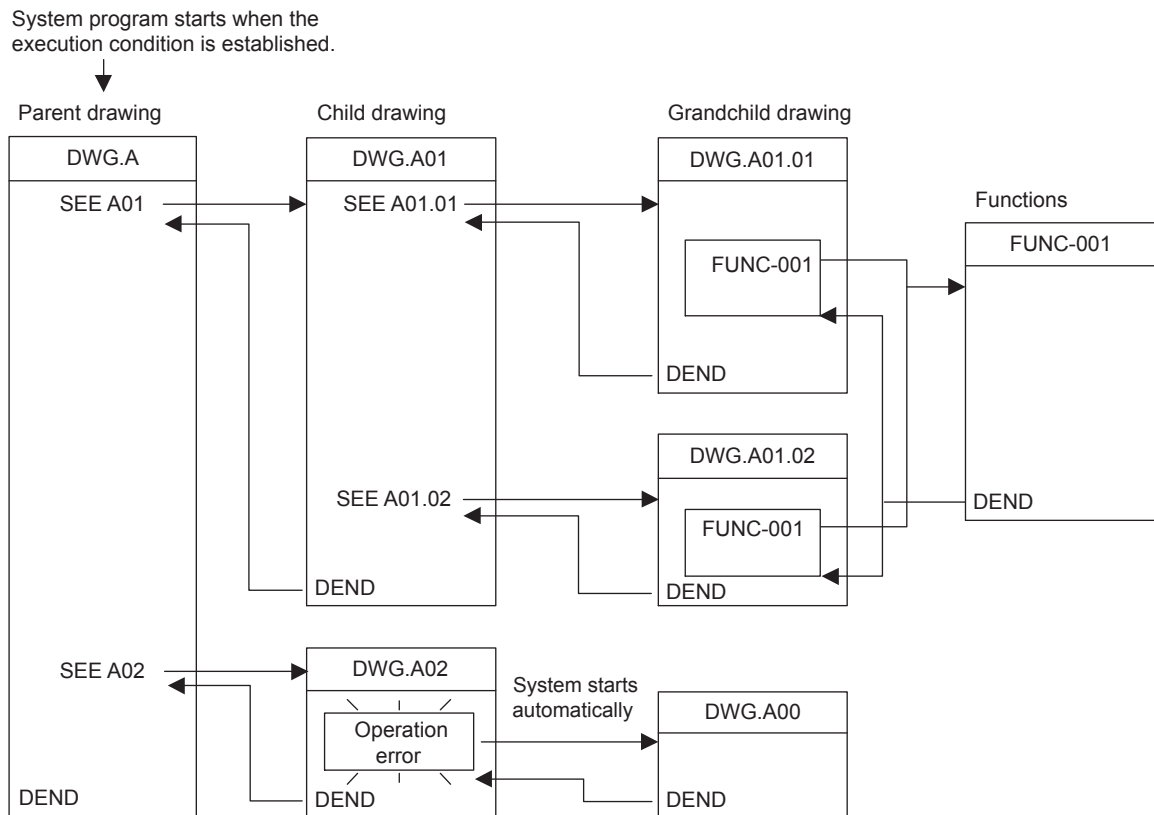 System program starts when the
execution condition is established.
Parent drawing
Child drawing
Grandchild drawing
DWG.A
DWG.A01
DWG.A01.01
SEE A01
SEE A01.01
Functions
FUNC-001
FUNC-001
DEND
DWG.A01.02
SEE A01.02
DEND
FUNC-001
DEND
DEND
SEE A02
DWG.A02
System starts
automatically
DWG.A00
Operation
error
DEND
DEND
DEND